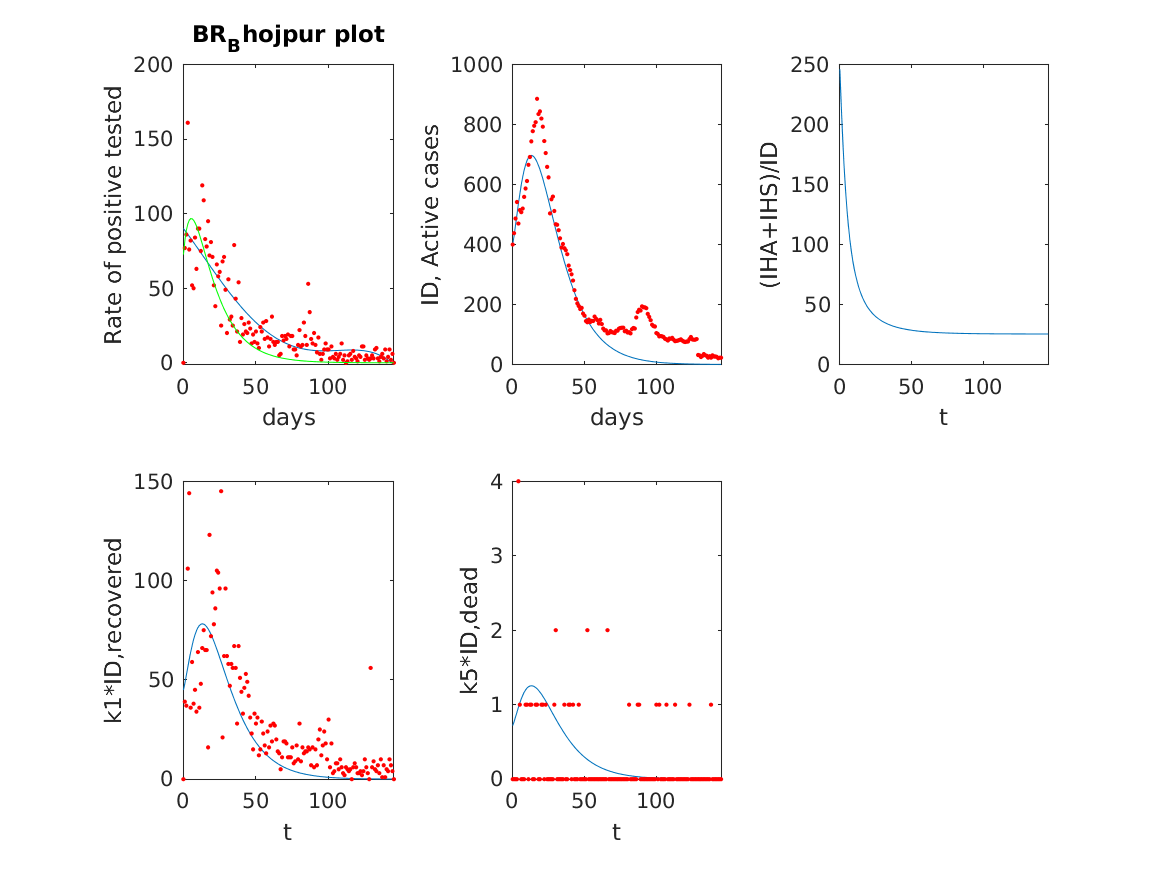 BR_Bhojpur plot
200
150
100
50
0
0 50 100
Rate of positive tested
days
1000
800
600
400
200
0
0 50 100
ID, Active cases
days
250
200
150
100
50
0
0 50 100
(IHA+IHS)/ID
t
150
100
50
0
0 50 100
k1*ID,recovered
t
4
3
2
1
0
0 50 100
k5*ID,dead
t